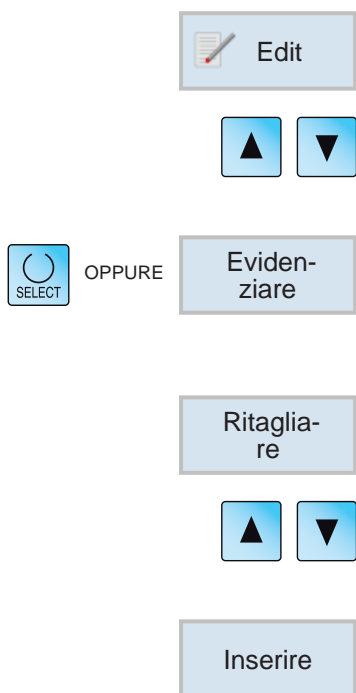 Edit
▲ ▼
SELECT
OPPURE
Eviden-
ziare
Ritaglia-
re
▲ ▼
Inserire